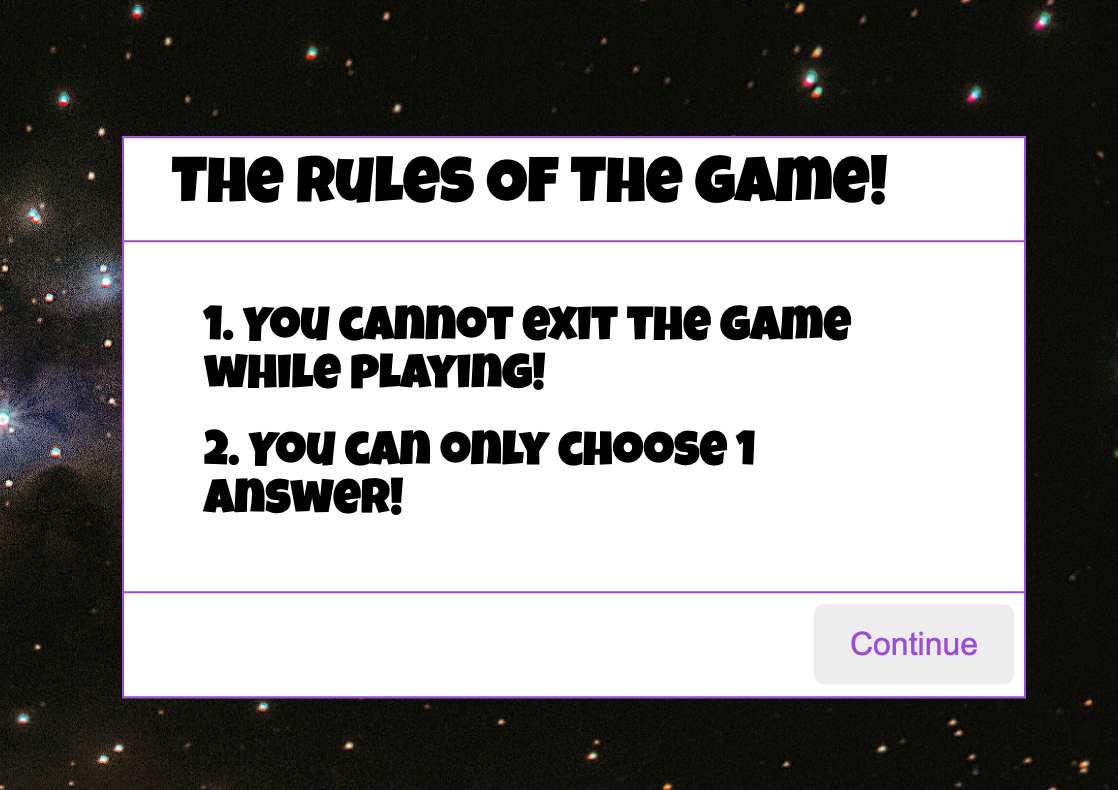 The Rules of the Game!
1. You cannot exit the game
while playing!
2. You can only choose 1
answer!
Continue